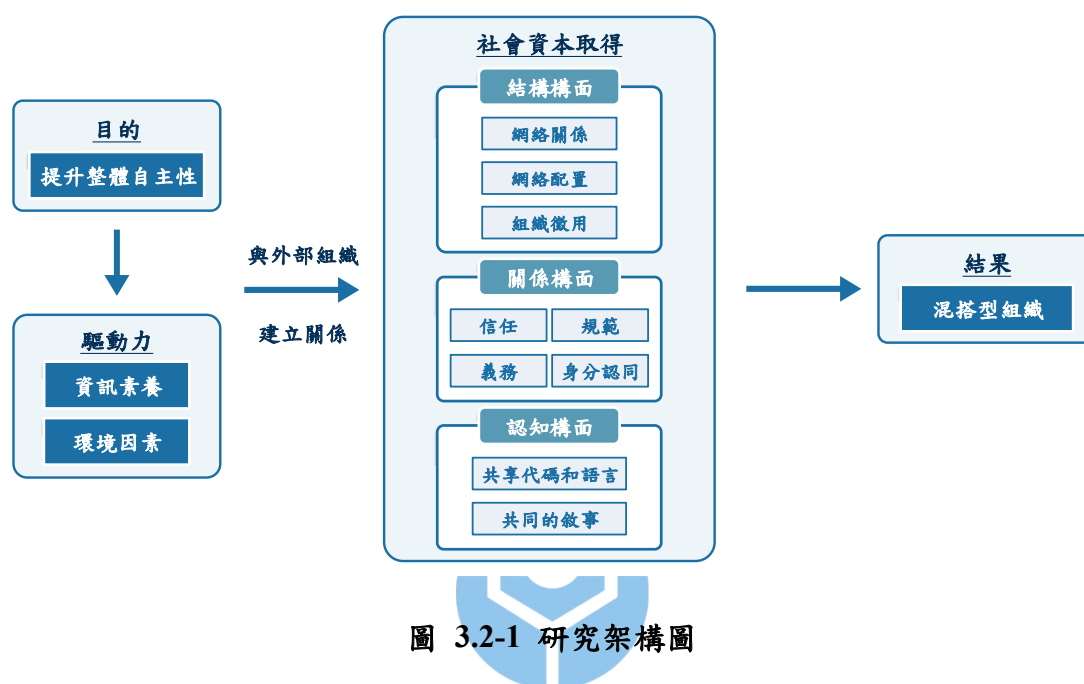 目的
提升整體自主性
驅動力
資訊素養
環境因素
與外部組織
建立關係
社會資本取得
結構構面
網絡關係
網絡配置
組織徵用
關係構面
信任 規範
義務 身分認同
認知構面
共享代碼和語言
共同的敘事
結果
混搭型組織
圖 3.2-1 研究架構圖